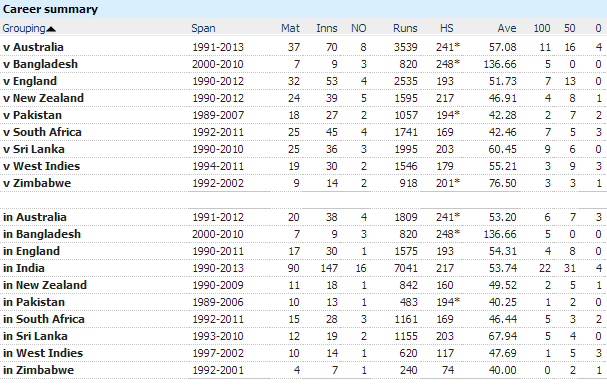 Career summary
Grouping Span Mat Inns NO Runs HS Ave 100 50 0
v Australia 1991-2013 37 70 8 3539 241* 57.08 11 16 4
v Bangladesh 2000-2010 7 9 3 820 248* 136.66 5 0 0
v England 1990-2012 32 53 4 2535 193 51.73 7 13 0
v New Zealand 1990-2012 24 39 5 1595 217 46.91 4 8 1
v Pakistan 1989-2007 18 27 2 1057 194* 42.28 2 7 2
v South Africa 1992-2011 25 45 4 1741 169 42.46 7 5 3
v Sri Lanka 1990-2010 25 36 3 1995 203 60.45 9 6 0
v West Indies 1994-2011 19 30 2 1546 179 55.21 3 9 3
v Zimbabwe 1992-2002 9 14 2 918 201* 76.50 3 3 1
in Australia 1991-2012 20 38 4 1809 241* 53.20 6 7 3
in Bangladesh 2000-2010 7 9 3 820 248* 136.66 5 0 0
in England 1990-2011 17 30 1 1575 193 54.31 4 8 0
in India 1990-2013 90 147 16 7041 217 53.74 22 31 4
in New Zealand 1990-2009 11 18 1 842 160 49.52 2 5 1
in Pakistan 1989-2006 10 13 1 483 194* 40.25 1 2 0
in South Africa 1992-2011 15 28 3 1161 169 46.44 5 3 2
in Sri Lanka 1993-2010 12 19 2 1155 203 67.94 5 4 0
in West Indies 1997-2002 10 14 1 620 117 47.69 1 5 3
in Zimbabwe 1992-2001 4 7 1 240 74 40.00 0 2 1